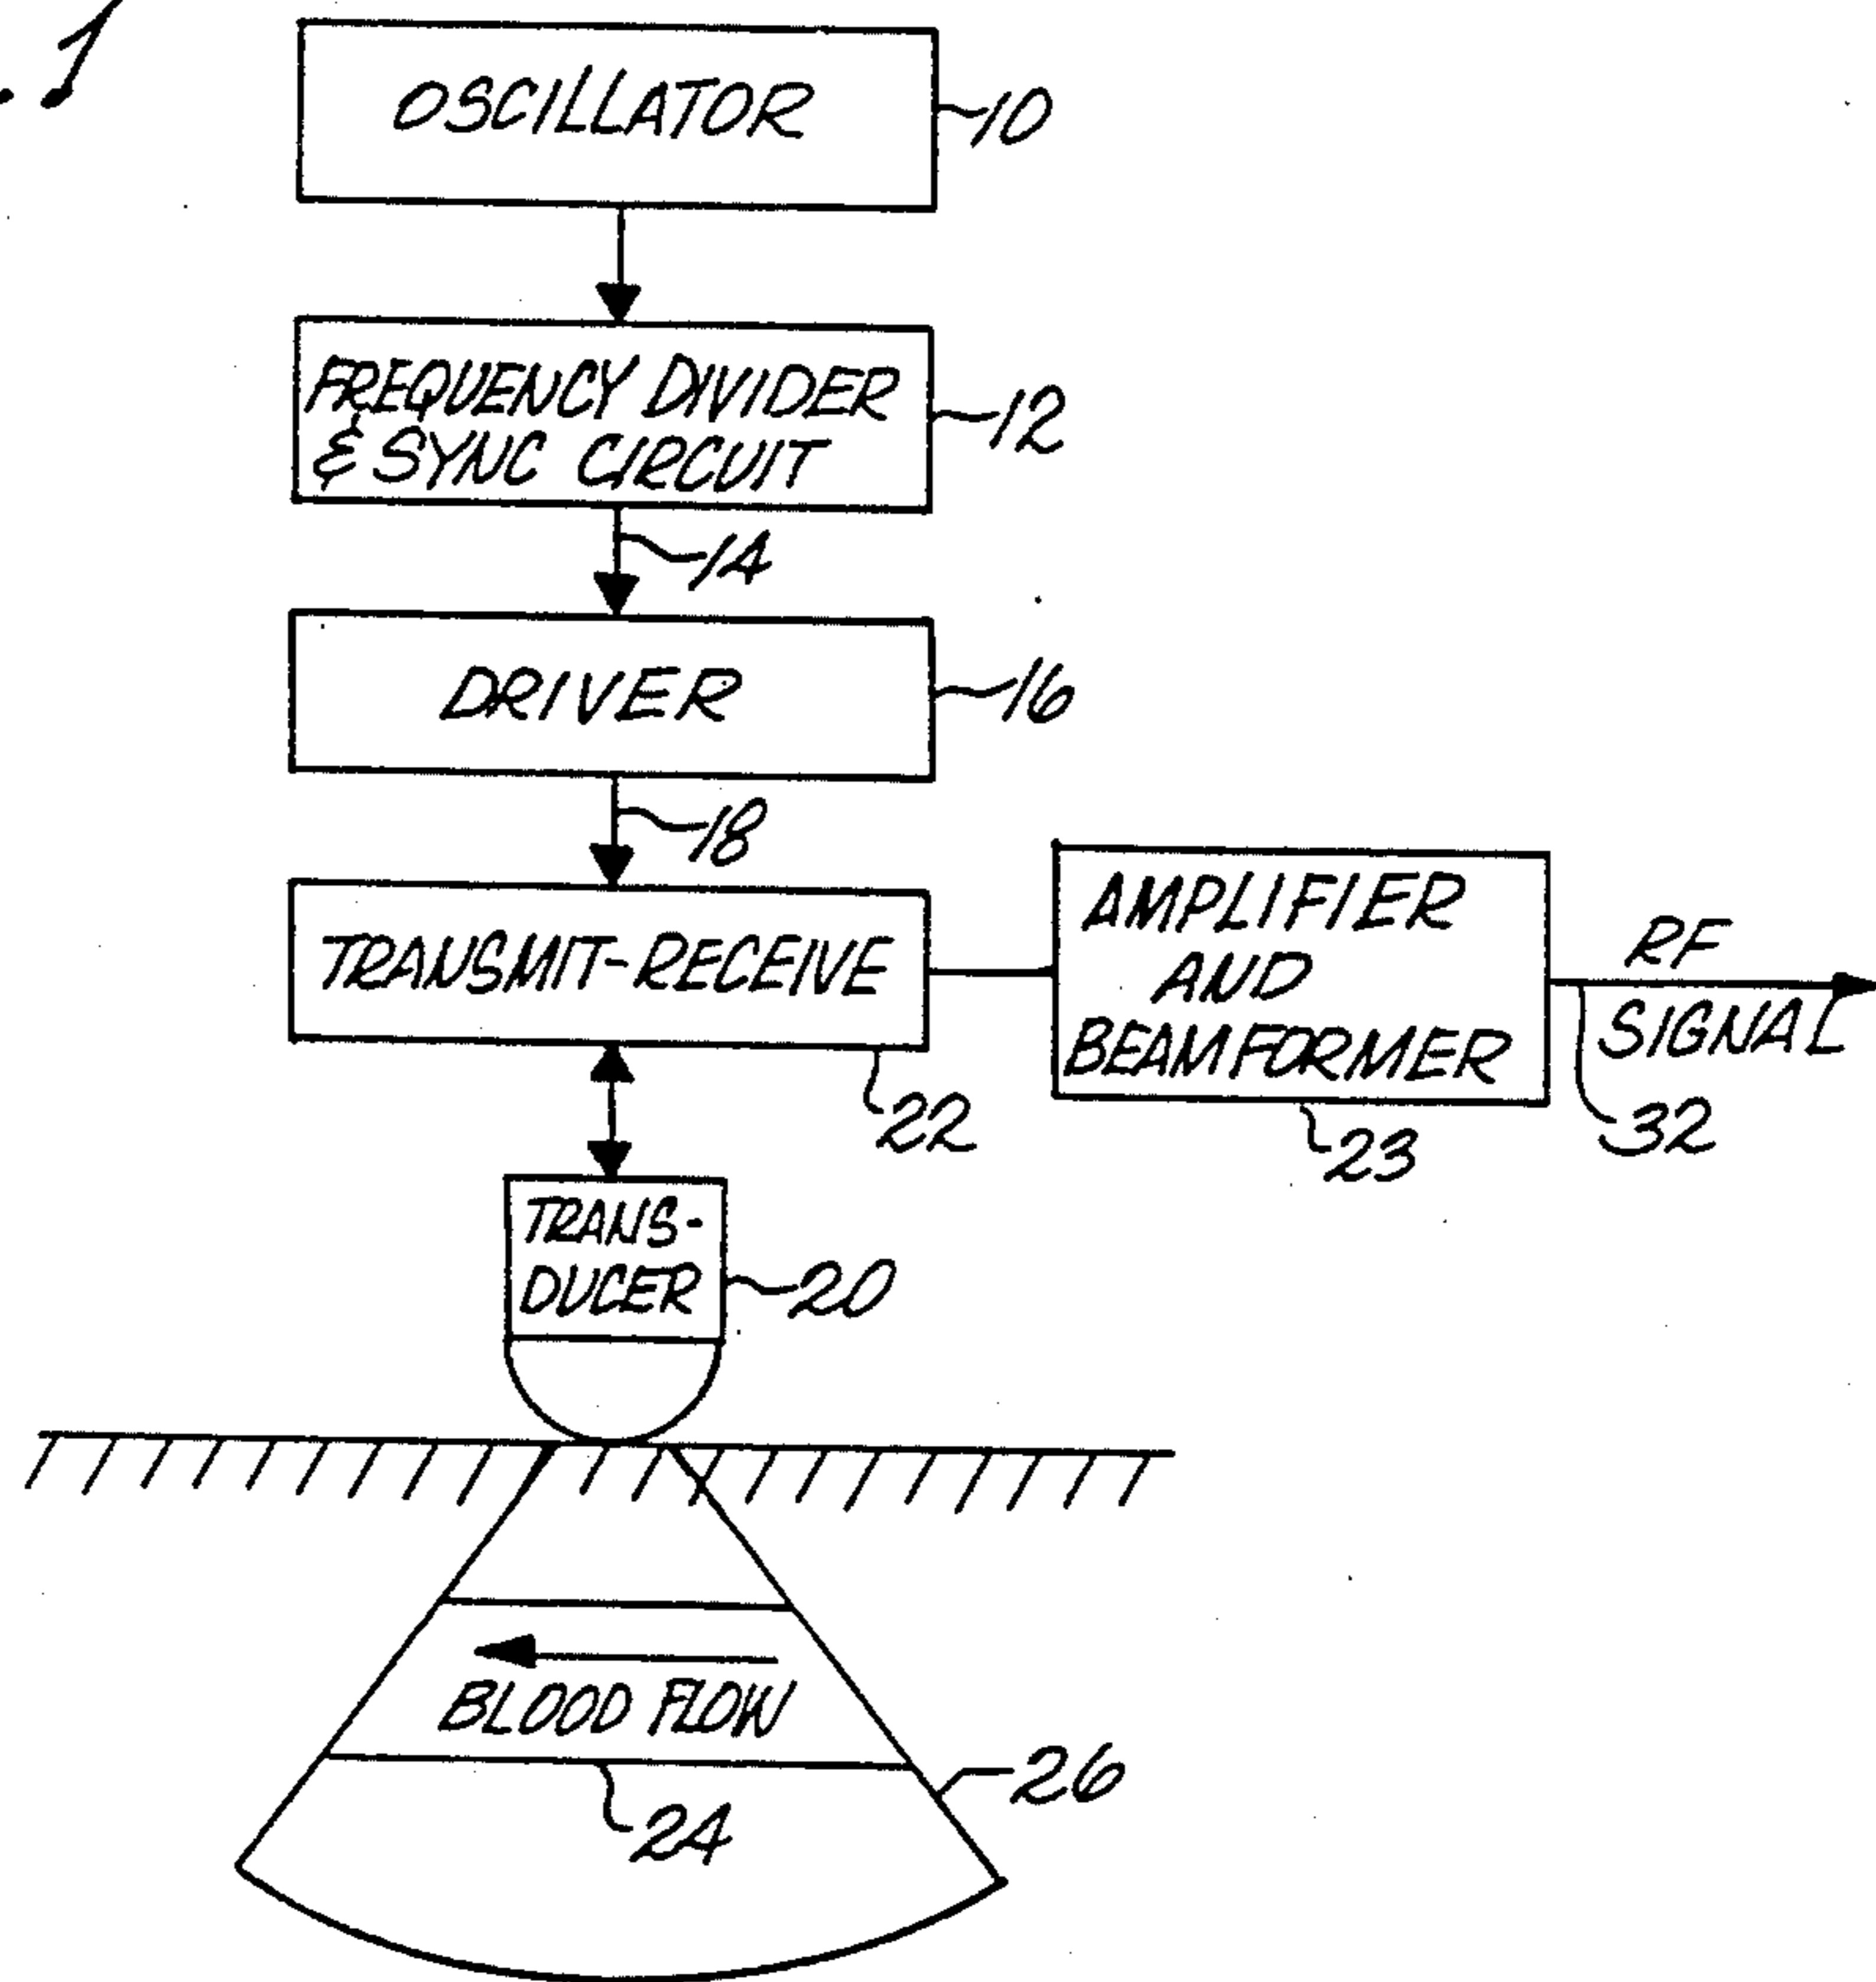 .1
OSCILLATOR
10
FREQUENCY DIVIDER
& SYNC CIRCUIT
12
14
DRIVER
16
18
TRANSMIT-RECEIVE
22
AMPLIFIER
AND
BEAMFORMER
23
RF
SIGNAL
32
TRANS-
DUCER
20
BLOOD FLOW
24
26